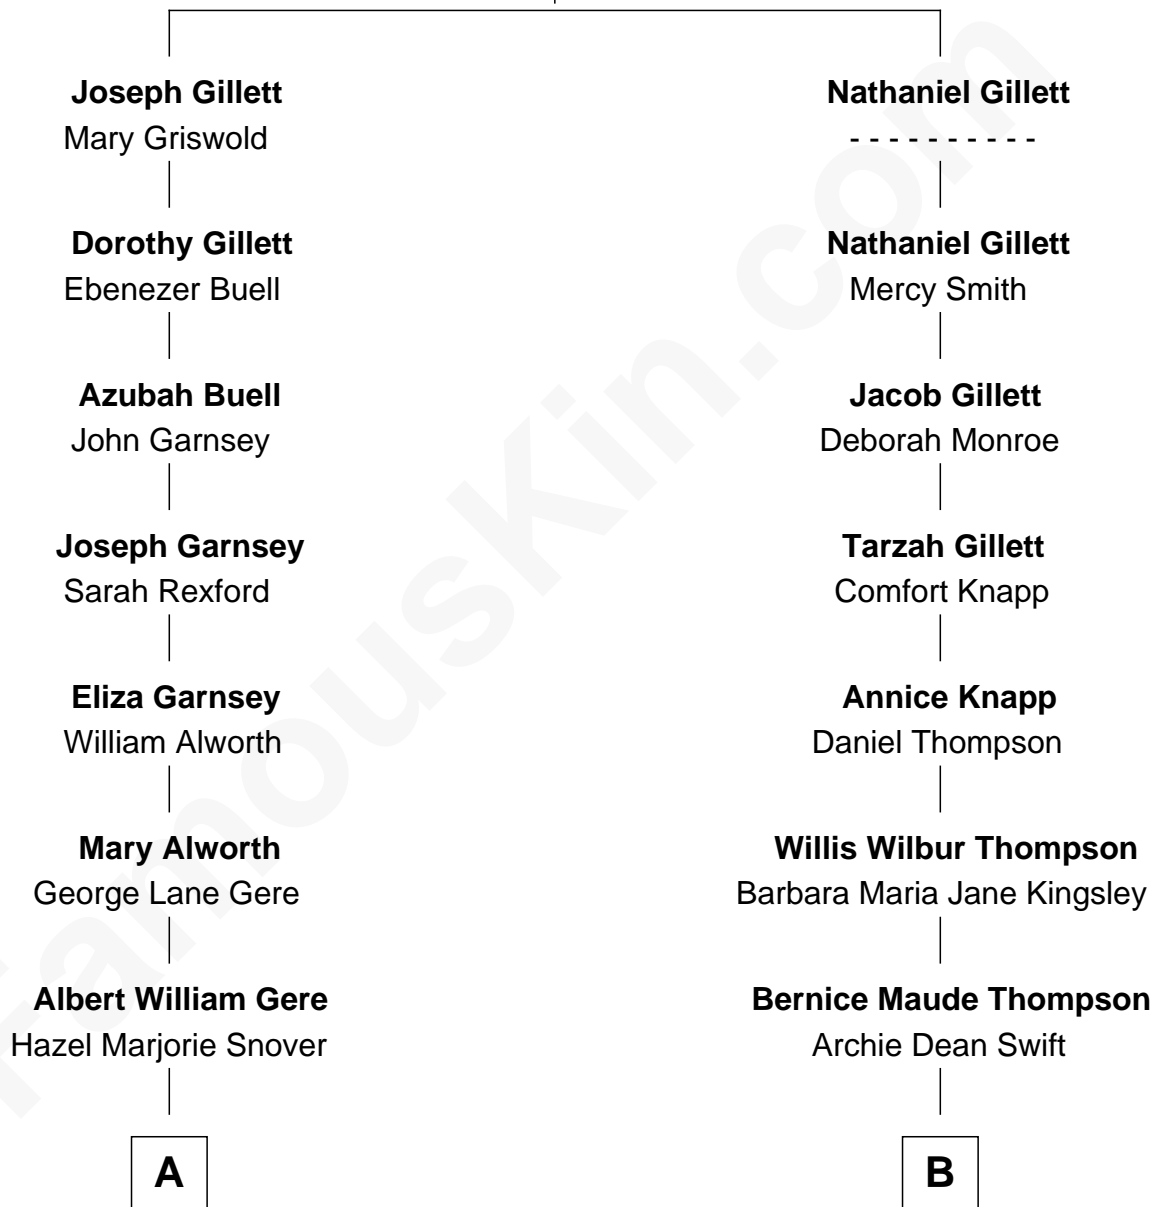 Joseph Gillett
Mary Griswold
Dorothy Gillett
Ebenezer Buell
Azubah Buell
John Garnsey
Joseph Garnsey
Sarah Rexford
Eliza Garnsey
William Alworth
Mary Alworth
George Lane Gere
Albert William Gere
Hazel Marjorie Snover
A
Nathaniel Gillett
- - - - - - - - - -
Nathaniel Gillett
Mercy Smith
Jacob Gillett
Deborah Monroe
Tarzah Gillett
Comfort Knapp
Annice Knapp
Daniel Thompson
Willis Wilbur Thompson
Barbara Maria Jane Kingsley
Bernice Maude Thompson
Archie Dean Swift
B
FamousKin.com